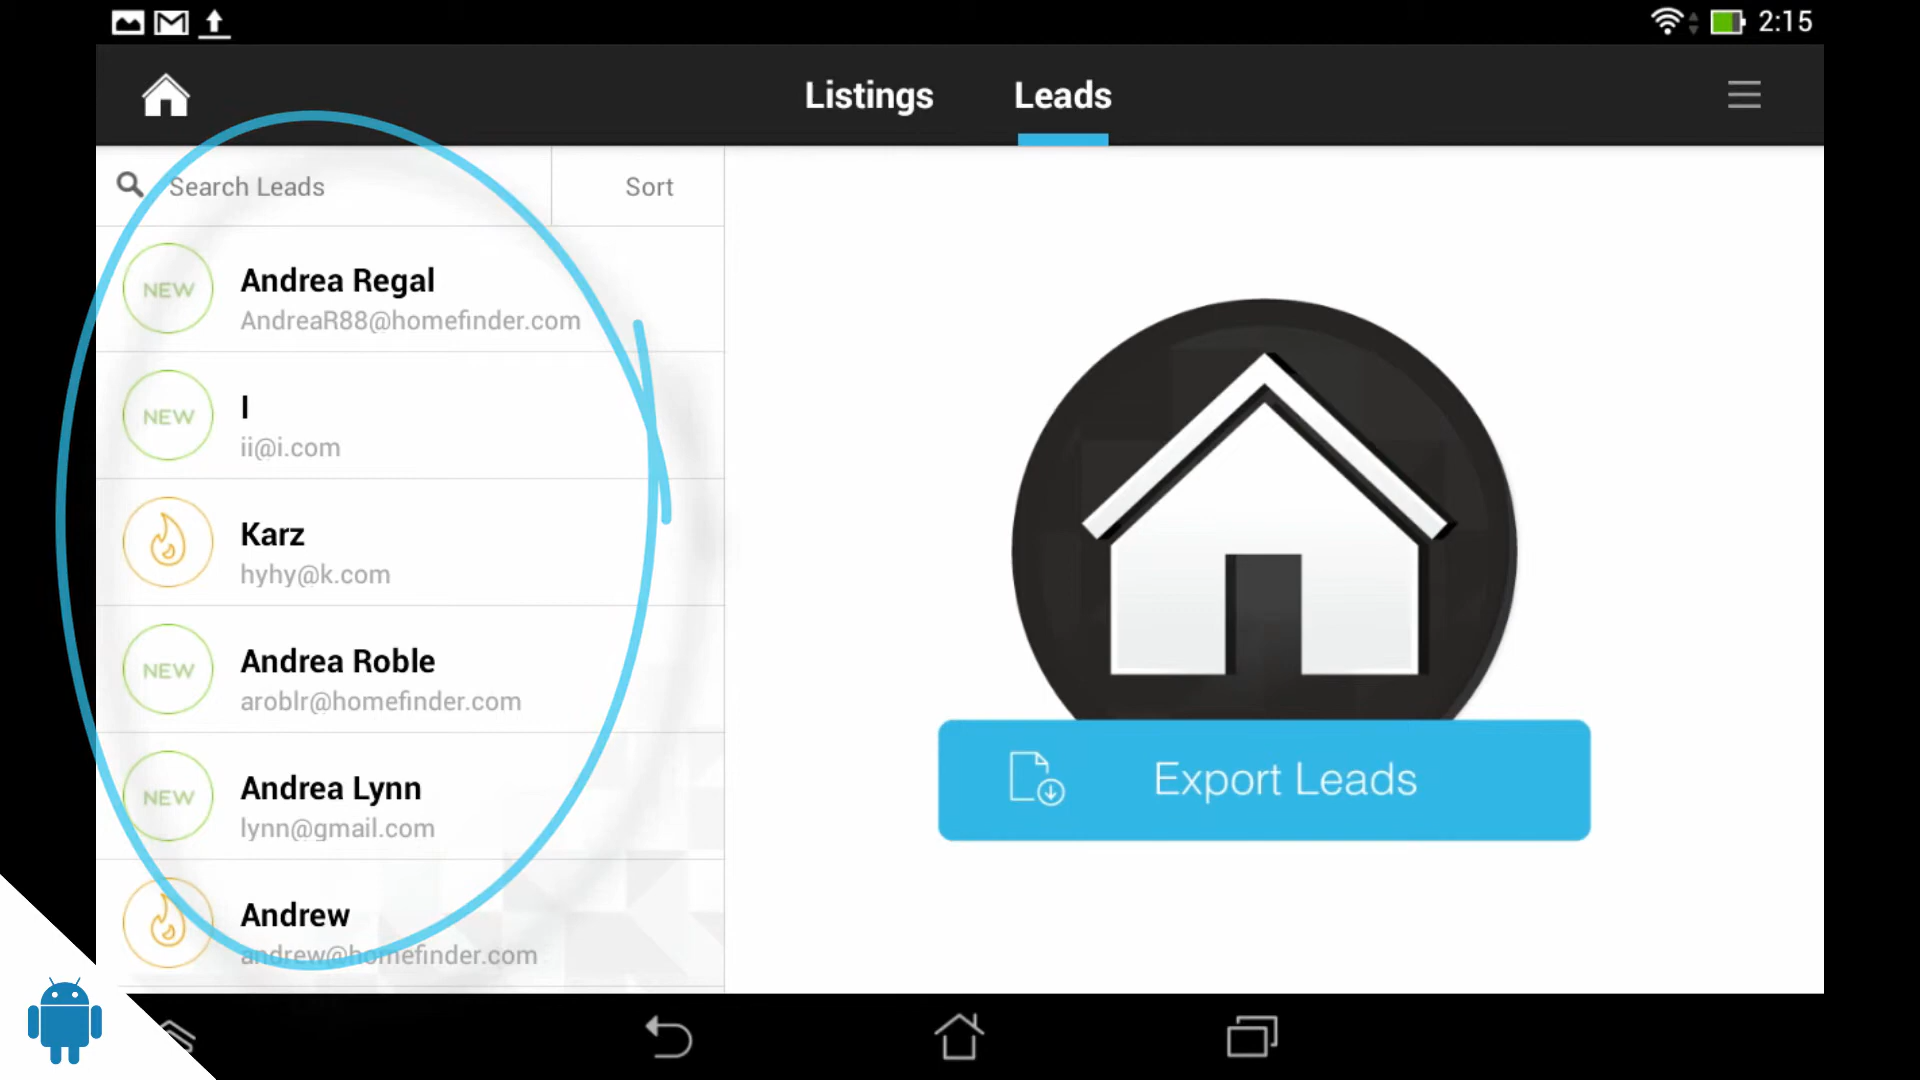 2:15
Listings
Leads
Search Leads
Sort
NEW
Andrea Regal
AndreaR88@homefinder.com
NEW
I
ii@i.com
Karz
hyhy@k.com
NEW
Andrea Roble
aroblr@homefinder.com
NEW
Andrea Lynn
lynn@gmail.com
Andrew
andrew@homefinder.com
Export Leads